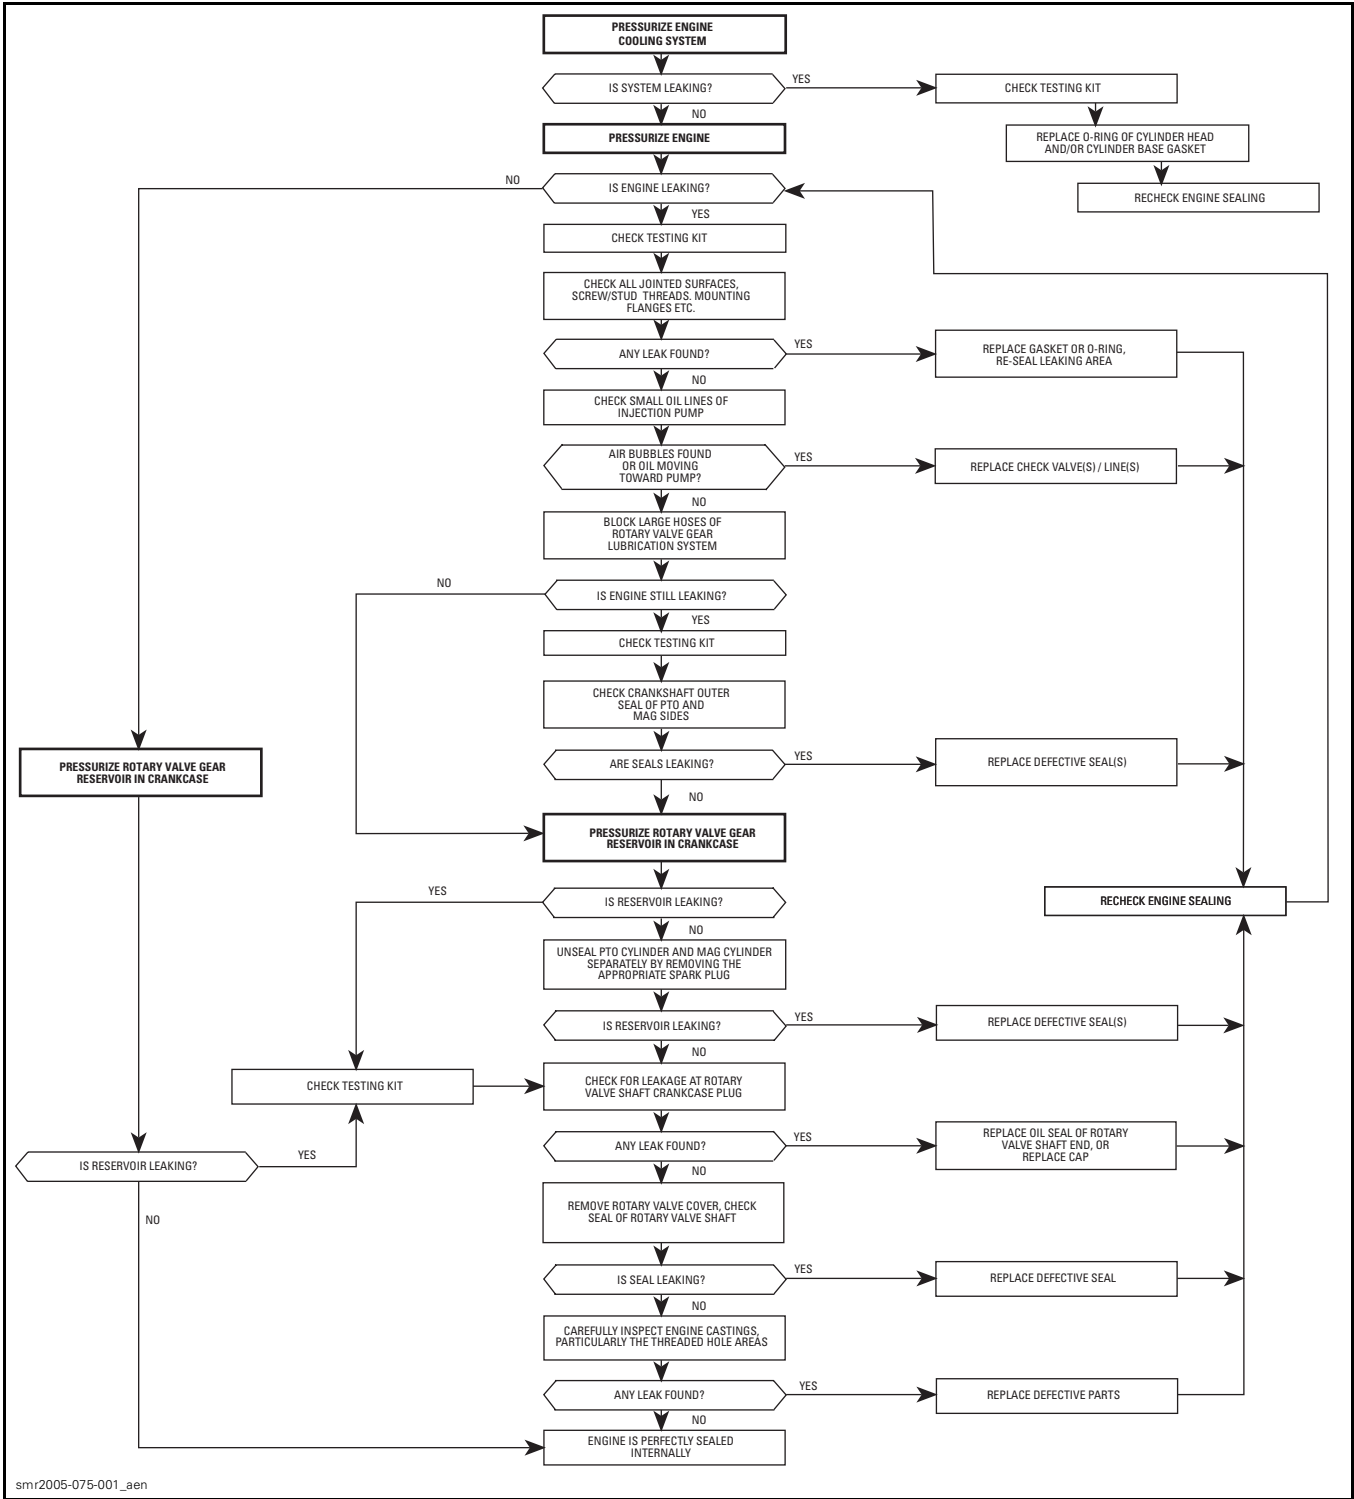 PRESSURIZE ENGINE
COOLING SYSTEM
IS SYSTEM LEAKING?
YES
CHECK TESTING KIT
NO
REPLACE O-RING OF CYLINDER HEAD
AND/OR CYLINDER BASE GASKET
RECHECK ENGINE SEALING
PRESSURIZE ENGINE
IS ENGINE LEAKING?
NO
YES
CHECK TESTING KIT
CHECK ALL JOINTED SURFACES,
SCREW/STUD THREADS. MOUNTING
FLANGES ETC.
ANY LEAK FOUND?
YES
REPLACE GASKET OR O-RING,
RE-SEAL LEAKING AREA
NO
CHECK SMALL OIL LINES OF
INJECTION PUMP
AIR BUBBLES FOUND
OR OIL MOVING
TOWARD PUMP?
YES
REPLACE CHECK VALVE(S) / LINE(S)
NO
BLOCK LARGE HOSES OF
ROTARY VALVE GEAR
LUBRICATION SYSTEM
IS ENGINE STILL LEAKING?
NO
YES
CHECK TESTING KIT
CHECK CRANKSHAFT OUTER
SEAL OF PTO AND
MAG SIDES
ARE SEALS LEAKING?
YES
REPLACE DEFECTIVE SEAL(S)
NO
PRESSURIZE ROTARY VALVE GEAR
RESERVOIR IN CRANKCASE
PRESSURIZE ROTARY VALVE GEAR
RESERVOIR IN CRANKCASE
IS RESERVOIR LEAKING?
YES
RECHECK ENGINE SEALING
NO
UNSEAL PTO CYLINDER AND MAG CYLINDER
SEPARATELY BY REMOVING THE
APPROPRIATE SPARK PLUG
IS RESERVOIR LEAKING?
YES
REPLACE DEFECTIVE SEAL(S)
NO
CHECK TESTING KIT
CHECK FOR LEAKAGE AT ROTARY
VALVE SHAFT CRANKCASE PLUG
ANY LEAK FOUND?
YES
REPLACE OIL SEAL OF ROTARY
VALVE SHAFT END, OR
REPLACE CAP
IS RESERVOIR LEAKING?
YES
NO
NO
REMOVE ROTARY VALVE COVER, CHECK
SEAL OF ROTARY VALVE SHAFT
IS SEAL LEAKING?
YES
REPLACE DEFECTIVE SEAL
NO
CAREFULLY INSPECT ENGINE CASTINGS,
PARTICULARLY THE THREADED HOLE AREAS
ANY LEAK FOUND?
YES
REPLACE DEFECTIVE PARTS
NO
ENGINE IS PERFECTLY SEALED
INTERNALLY
smr2005-075-001_aen